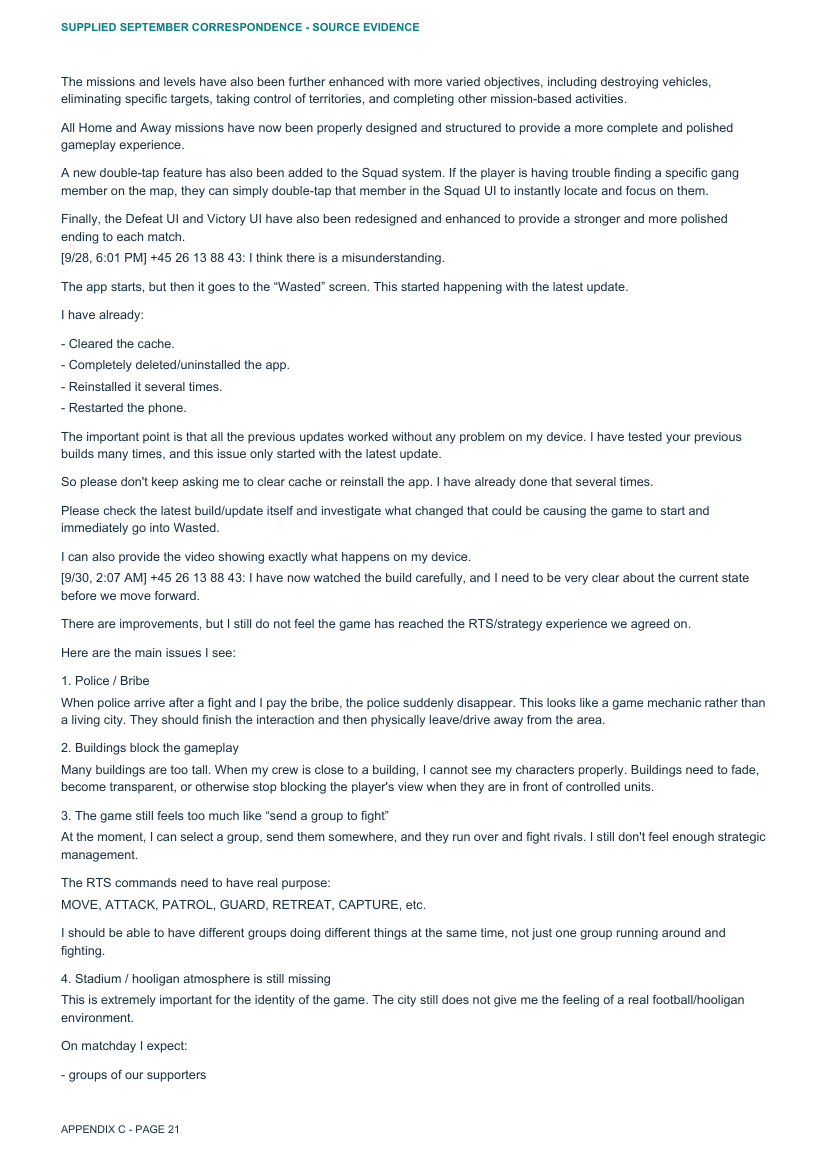 SUPPLIED SEPTEMBER CORRESPONDENCE - SOURCE EVIDENCE
The missions and levels have also been further enhanced with more varied objectives, including destroying vehicles,
eliminating specific targets, taking control of territories, and completing other mission-based activities.
All Home and Away missions have now been properly designed and structured to provide a more complete and polished
gameplay experience.
A new double-tap feature has also been added to the Squad system. If the player is having trouble finding a specific gang
member on the map, they can simply double-tap that member in the Squad UI to instantly locate and focus on them.
Finally, the Defeat UI and Victory UI have also been redesigned and enhanced to provide a stronger and more polished
ending to each match.
[9/28, 6:01 PM] +45 26 13 88 43: I think there is a misunderstanding.
The app starts, but then it goes to the “Wasted” screen. This started happening with the latest update.
I have already:
- Cleared the cache.
- Completely deleted/uninstalled the app.
- Reinstalled it several times.
- Restarted the phone.
The important point is that all the previous updates worked without any problem on my device. I have tested your previous
builds many times, and this issue only started with the latest update.
So please don't keep asking me to clear cache or reinstall the app. I have already done that several times.
Please check the latest build/update itself and investigate what changed that could be causing the game to start and
immediately go into Wasted.
I can also provide the video showing exactly what happens on my device.
[9/30, 2:07 AM] +45 26 13 88 43: I have now watched the build carefully, and I need to be very clear about the current state
before we move forward.
There are improvements, but I still do not feel the game has reached the RTS/strategy experience we agreed on.
Here are the main issues I see:
1. Police / Bribe
When police arrive after a fight and I pay the bribe, the police suddenly disappear. This looks like a game mechanic rather than
a living city. They should finish the interaction and then physically leave/drive away from the area.
2. Buildings block the gameplay
Many buildings are too tall. When my crew is close to a building, I cannot see my characters properly. Buildings need to fade,
become transparent, or otherwise stop blocking the player's view when they are in front of controlled units.
3. The game still feels too much like “send a group to fight”
At the moment, I can select a group, send them somewhere, and they run over and fight rivals. I still don't feel enough strategic
management.
The RTS commands need to have real purpose:
MOVE, ATTACK, PATROL, GUARD, RETREAT, CAPTURE, etc.
I should be able to have different groups doing different things at the same time, not just one group running around and
fighting.
4. Stadium / hooligan atmosphere is still missing
This is extremely important for the identity of the game. The city still does not give me the feeling of a real football/hooligan
environment.
On matchday I expect:
- groups of our supporters
APPENDIX C - PAGE 21